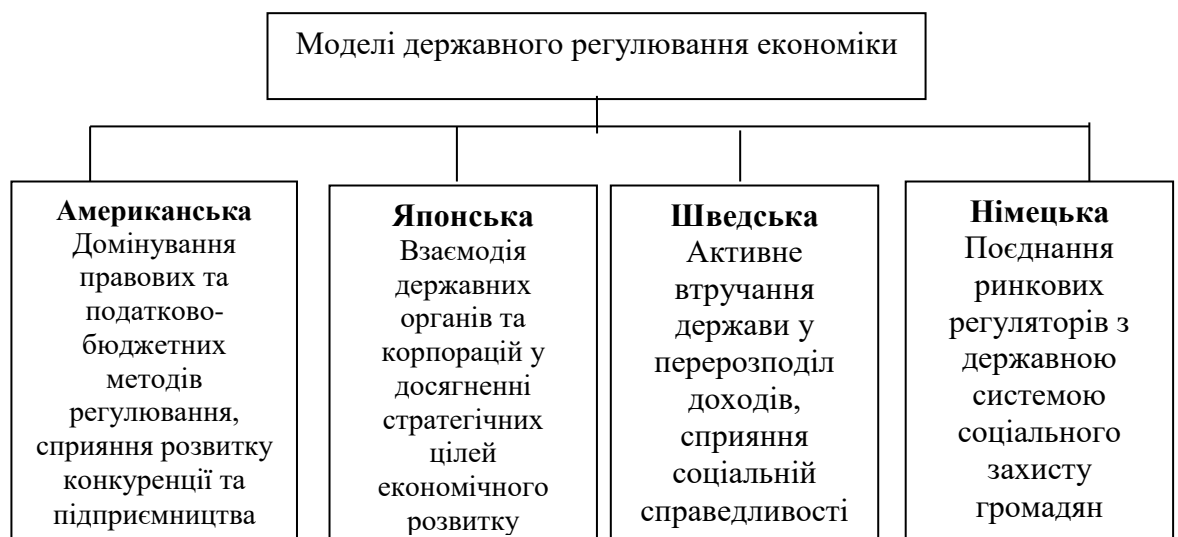 Моделі державного регулювання економіки
Американська
Домінування
правових та
податково-
бюджетних
методів
регулювання,
сприяння розвитку
конкуренції та
підприємництва
Японська
Взаємодія
державних
органів та
корпорацій у
досягненні
стратегічних
цілей
економічного
розвитку
Шведська
Активне
втручання
держави у
перерозподіл
доходів,
сприяння
соціальній
справедливості
Німецька
Поєднання
ринкових
регуляторів з
державною
системою
соціального
захисту
громадян